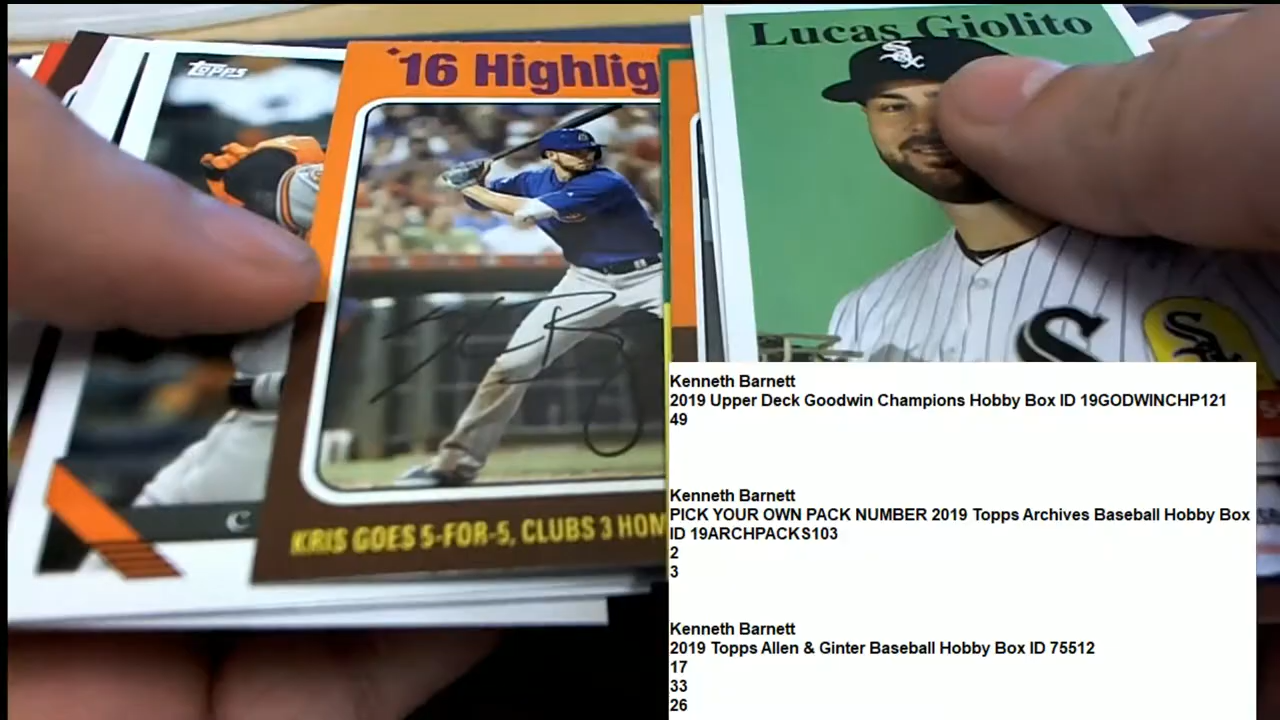 Lucas Giolito
topps
'16 Highlig
KRIS GOES 5-FOR-5, CLUBS 3 HOM
C
Kenneth Barnett
2019 Upper Deck Goodwin Champions Hobby Box ID 19GODWINCHP121
49
Kenneth Barnett
PICK YOUR OWN PACK NUMBER 2019 Topps Archives Baseball Hobby Box
ID 19ARCHPACKS103
2
3
Kenneth Barnett
2019 Topps Allen & Ginter Baseball Hobby Box ID 75512
17
33
26